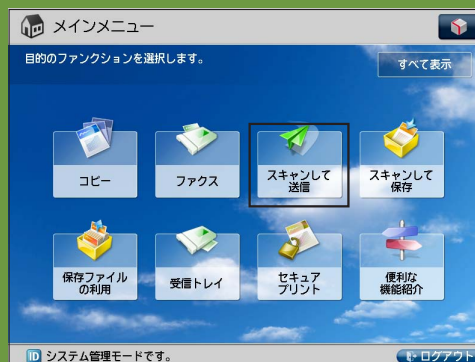 メインメニュー
目的のファンクションを選択します。
すべて表示
コピー
ファクス
スキャンして
送信
スキャンして
保存
保存ファイル
の利用
受信トレイ
セキュア
プリント
便利な
機能紹介
ID システム管理モードです。
ログアウト